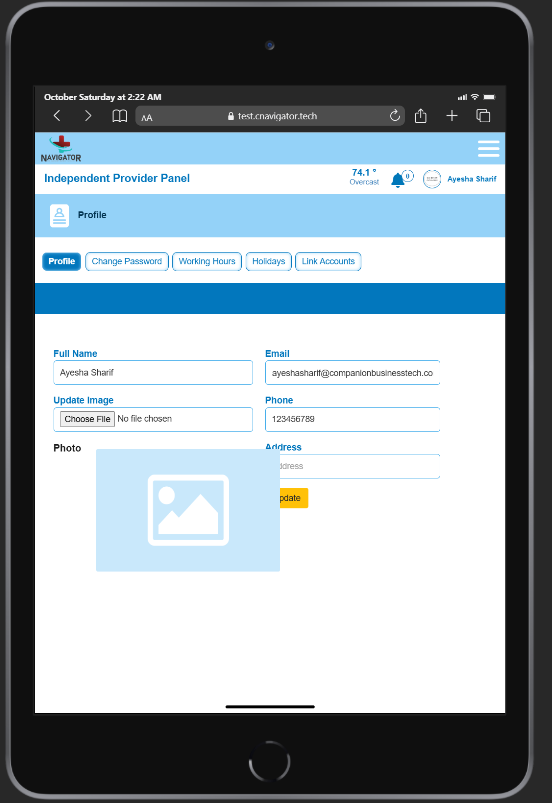 October Saturday at 2:22 AM
AA
test.cnavigator.tech
NAVIGATOR
Independent Provider Panel
74.1 °
Overcast
0
Ayesha Sharif
Profile
Profile
Change Password
Working Hours
Holidays
Link Accounts
Full Name
Email
Ayesha Sharif
ayeshasharif@companionbusinesstech.co
Update Image
Phone
Choose File
No file chosen
123456789
Photo
Address
ddress
pdate